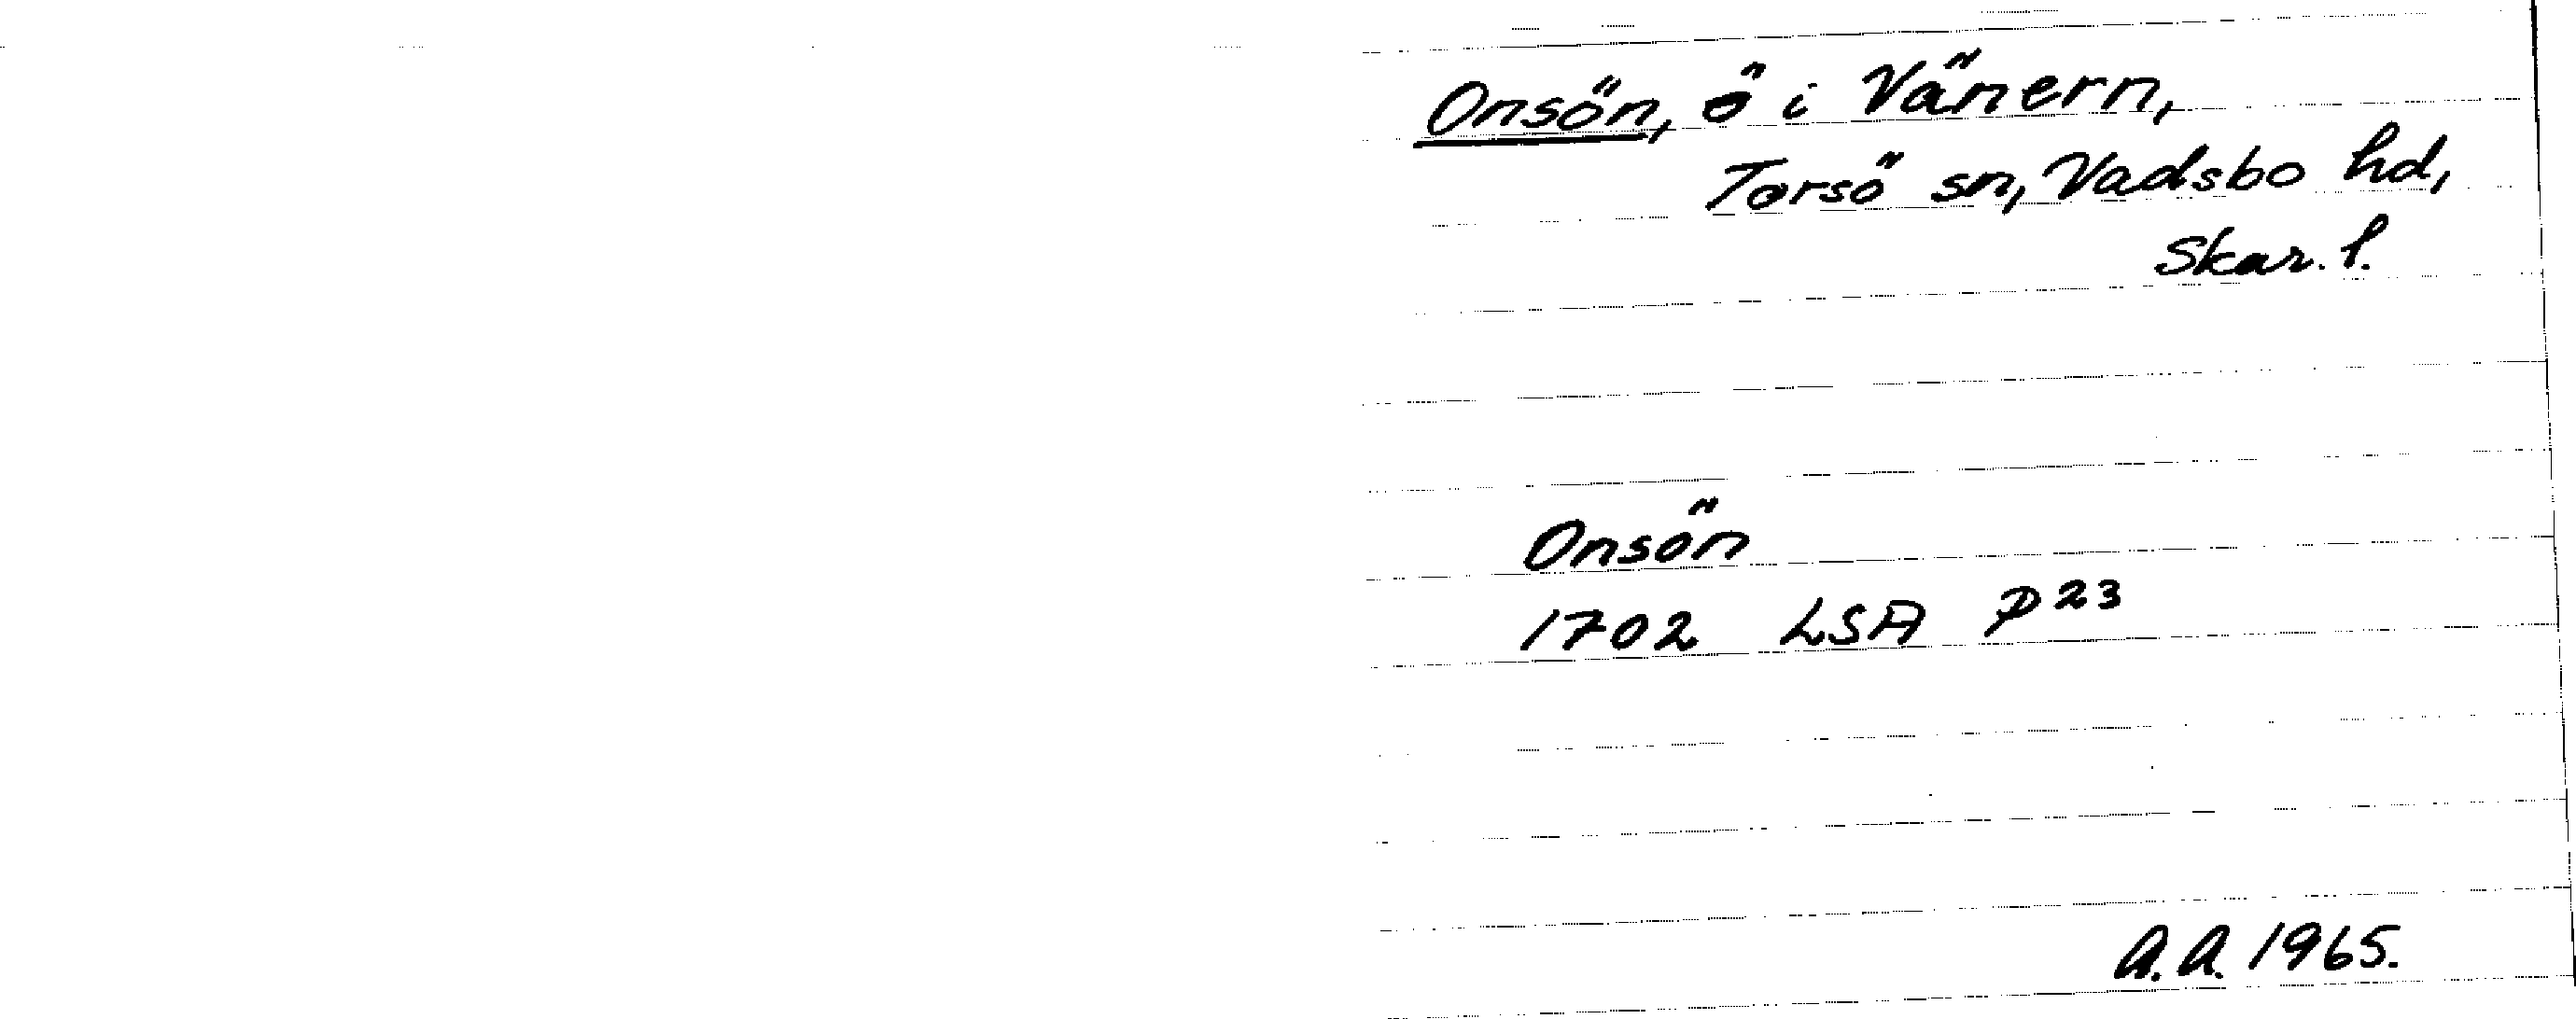 Onsön, ö i Vänern,
Torsö sn, Vadsbo hd,
Skar. l.
Onsön
1702 LSA P23
A.A. 1965.